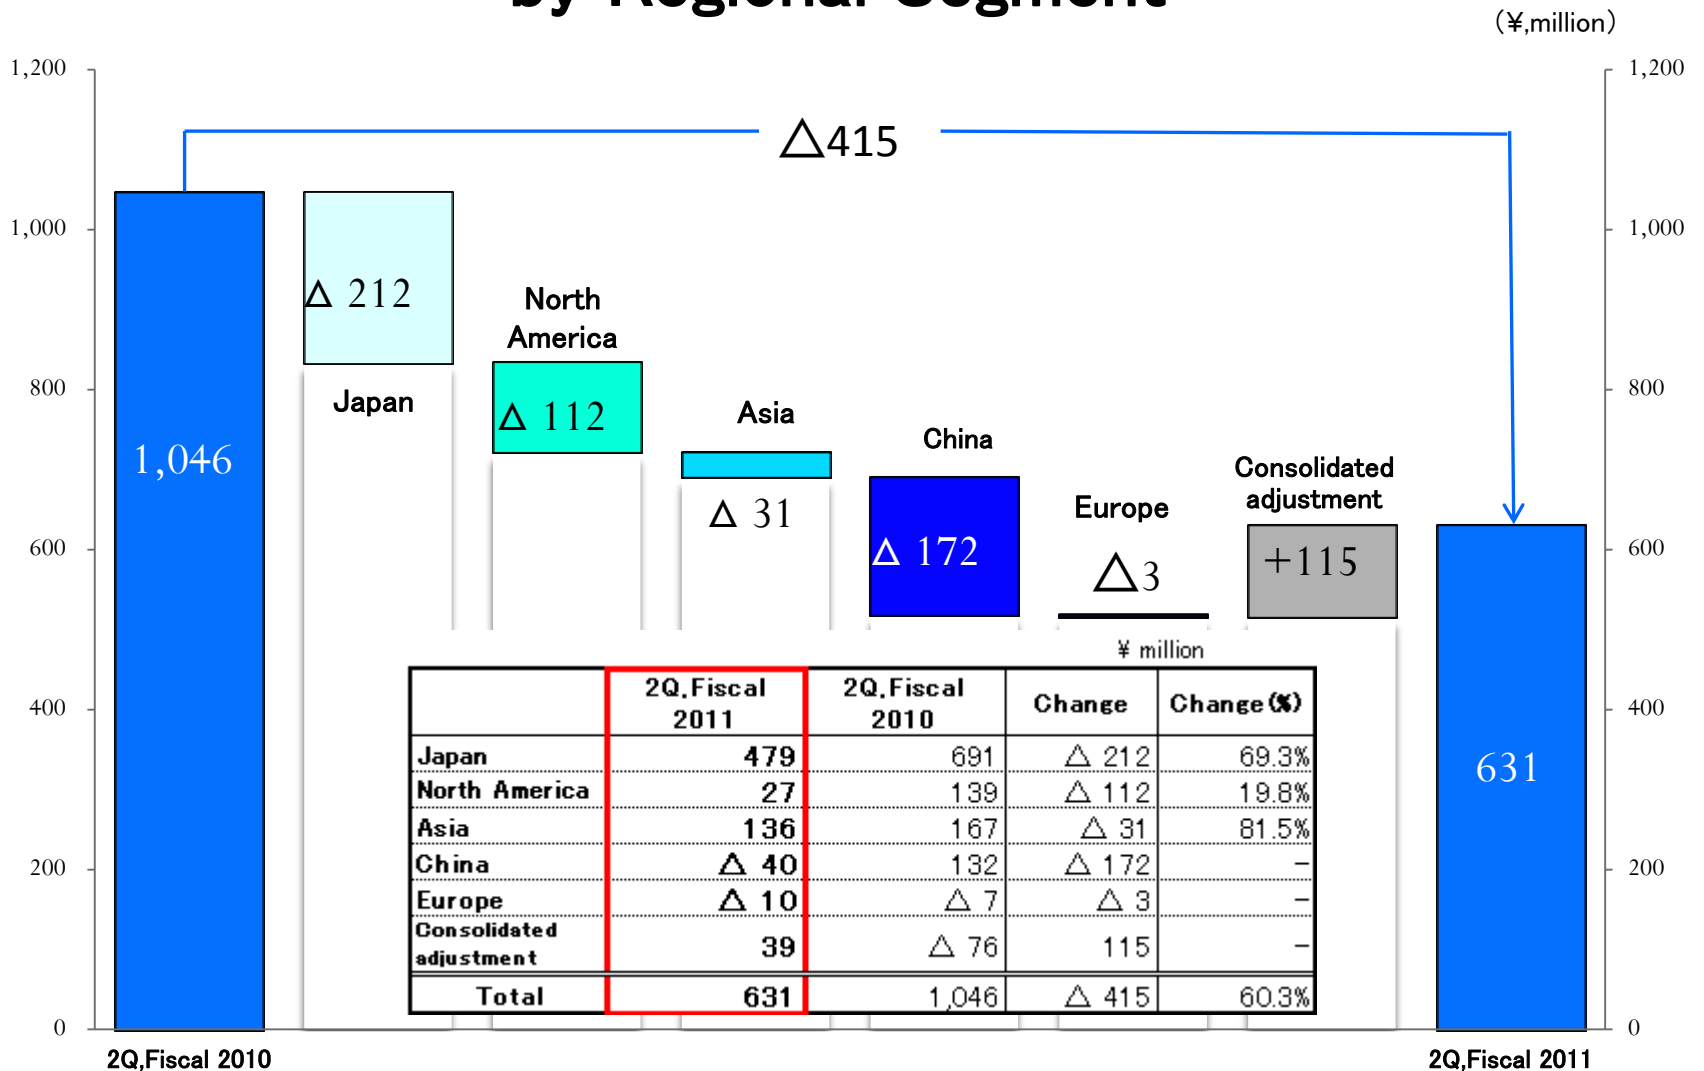 by Regional Segment
（¥,million）
1,200
1,000
800
600
400
200
0
1,200
1,000
800
600
400
200
0
△415
1,046
△ 212
Japan
North
America
△ 112
Asia
△ 31
China
△ 172
Europe
△3
Consolidated
adjustment
+115
631
¥ million
2Q,Fiscal 2011 2Q,Fiscal 2010 Change Change(%)
Japan 479 691 △ 212 69.3%
North America 27 139 △ 112 19.8%
Asia 136 167 △ 31 81.5%
China △ 40 132 △ 172 −
Europe △ 10 △ 7 △ 3 −
Consolidated adjustment 39 △ 76 115 −
Total 631 1,046 △ 415 60.3%
2Q,Fiscal 2010
2Q,Fiscal 2011